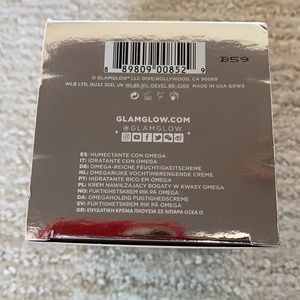 8 89809 00852 9
B59
© GLAMGLOW® LLC DIST; HOLLYWOOD, CA 90069
WLB LTD, GU32 3DD, UK WLBS NV, DEVEL BE-2260 MADE IN USA G0W9
GLAMGLOW.COM
@GLAMGLOW
ES: HUMECTANTE CON OMEGA
IT: IDRATANTE CON OMEGA
DE: OMEGA-REICHE FEUCHTIGKEITSCREME
NL: OMEGARIJKE VOCHTINBRENGENDE CRÈME
PT: HIDRATANTE RICO EM OMEGA
PL: KREM NAWILŻAJĄCY BOGATY W KWASY OMEGA
NO: FUKTIGHETSKREM RIK PÅ OMEGA
DA: OMEGAHOLDIG FUGTIGHEDSCREME
SV: FUKTIGHETSKREM RIK PÅ OMEGA
GR: ΕΝΥΔΑΤΙΚΗ ΚΡΕΜΑ ΠΛΟΥΣΙΑ ΣΕ ΛΙΠΑΡΑ ΟΞΕΑ Ω